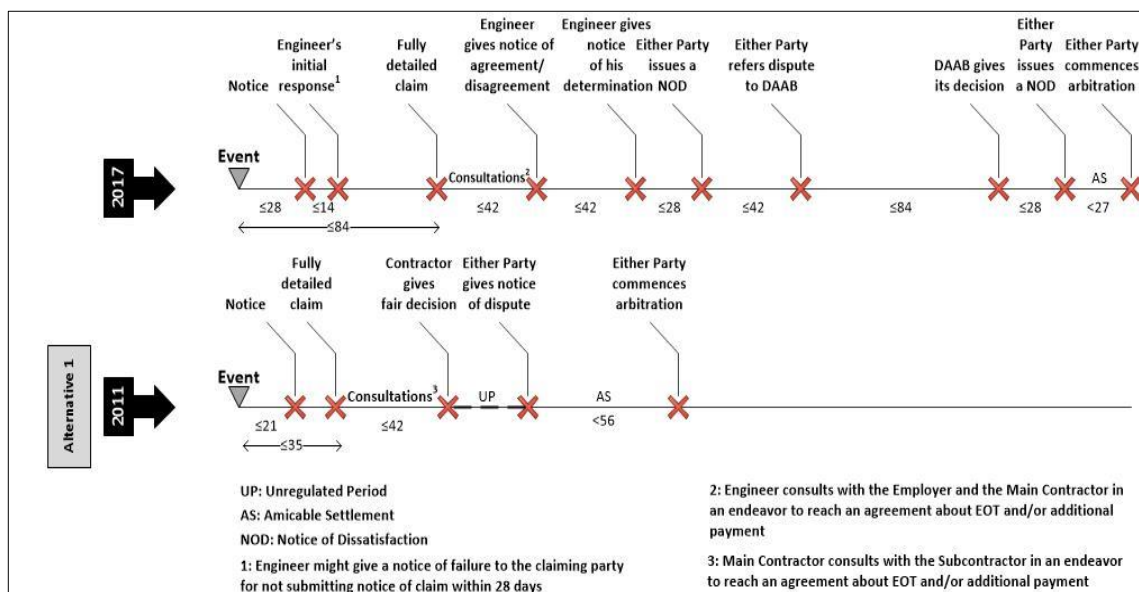 Notice
Engineer's
initial
response1
Fully
detailed
claim
Engineer
gives notice of
agreement/
disagreement
Engineer gives
notice
of his
determination
Either Party
issues a
NOD
Either Party
refers dispute
to DAAB
DAAB gives
its decision
Either
Party
issues
a NOD
Either Party
commences
arbitration
2017
Event
Consultations2
AS
≤28
≤14
≤42
≤42
≤28
≤42
≤84
≤28
<27
≤84
Notice
Fully
detailed
claim
Contractor
gives
fair decision
Either Party
gives notice
of dispute
Either Party
commences
arbitration
Alternative 1
2011
Event
Consultations3
UP
AS
≤21
≤42
<56
≤35
UP: Unregulated Period
AS: Amicable Settlement
NOD: Notice of Dissatisfaction
1: Engineer might give a notice of failure to the claiming party
for not submitting notice of claim within 28 days
2: Engineer consults with the Employer and the Main Contractor in
an endeavor to reach an agreement about EOT and/or additional
payment
3: Main Contractor consults with the Subcontractor in an endeavor
to reach an agreement about EOT and/or additional payment